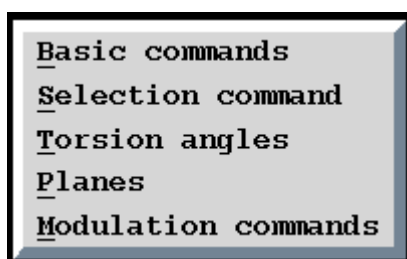 Basic commands
Selection command
Torsion angles
Planes
Modulation commands